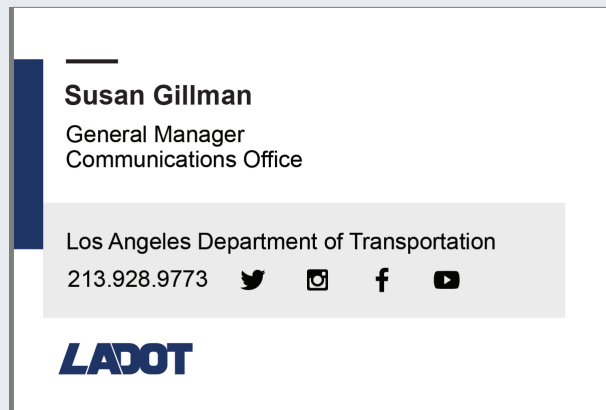 Susan Gillman
General Manager
Communications Office
Los Angeles Department of Transportation
213.928.9773
LADOT